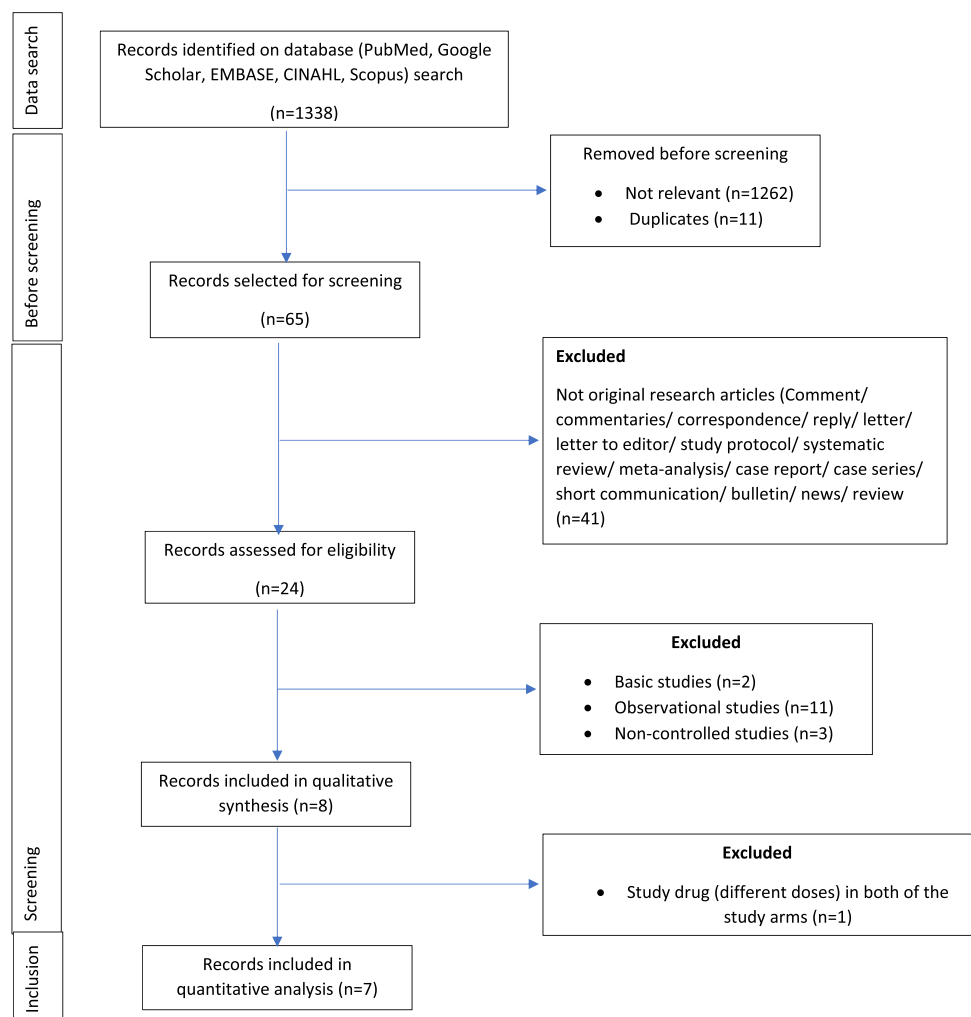 Data search
Records identified on database (PubMed, Google
Scholar, EMBASE, CINAHL, Scopus) search
(n=1338)
Before screening
Removed before screening
• Not relevant (n=1262)
• Duplicates (n=11)
Records selected for screening
(n=65)
Screening
Excluded
Not original research articles (Comment/
commentaries/ correspondence/ reply/ letter/
letter to editor/ study protocol/ systematic
review/ meta-analysis/ case report/ case series/
short communication/ bulletin/ news/ review
(n=41)
Records assessed for eligibility
(n=24)
Excluded
• Basic studies (n=2)
• Observational studies (n=11)
• Non-controlled studies (n=3)
Records included in qualitative
synthesis (n=8)
Excluded
• Study drug (different doses) in both of the
study arms (n=1)
Inclusion
Records included in
quantitative analysis (n=7)